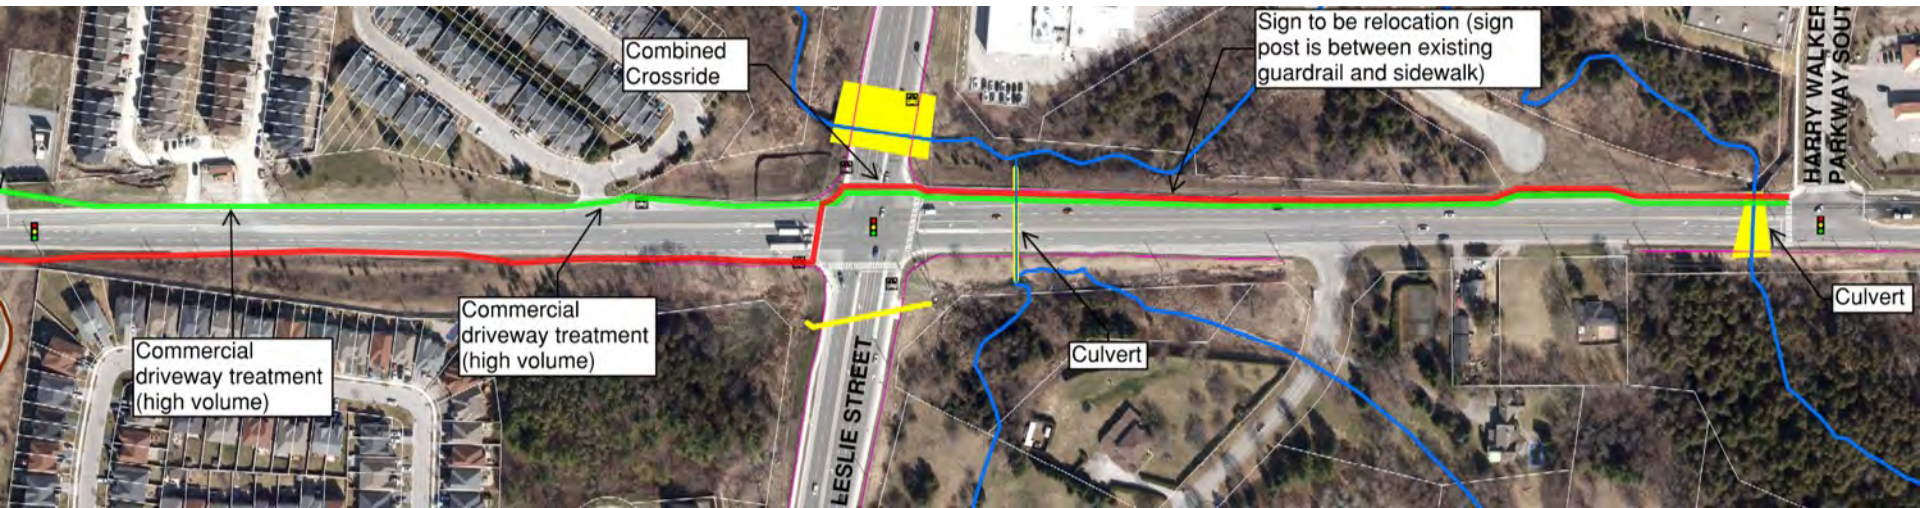 Combined
Crossride
Sign to be relocation (sign
post is between existing
guardrail and sidewalk)
HARRY WALKER
PARKWAY SOUT
Commercial
driveway treatment
(high volume)
Commercial
driveway treatment
(high volume)
LESLIE STREET
Culvert
Culvert